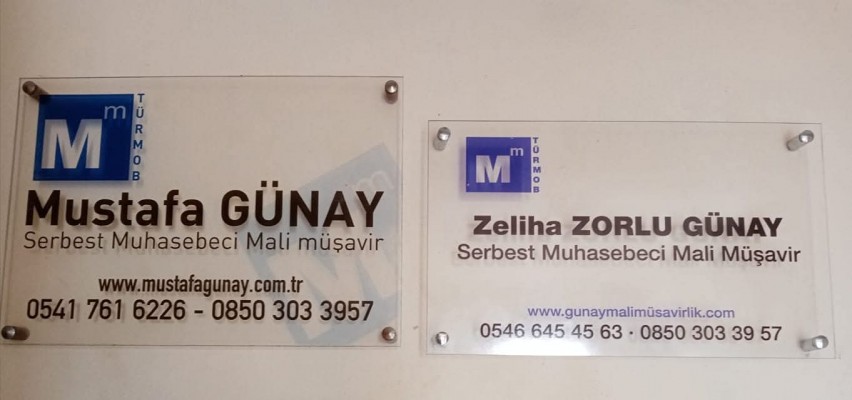 Mm
TÜRMOB
Mustafa GÜNAY
Serbest Muhasebeci Mali müşavir
www.mustafagunay.com.tr
0541 761 6226 - 0850 303 3957
Mm
TÜRMOB
Zeliha ZORLU GÜNAY
Serbest Muhasebeci Mali Müşavir
www.gunaymalimüsavirlik.com
0546 645 45 63 · 0850 303 39 57